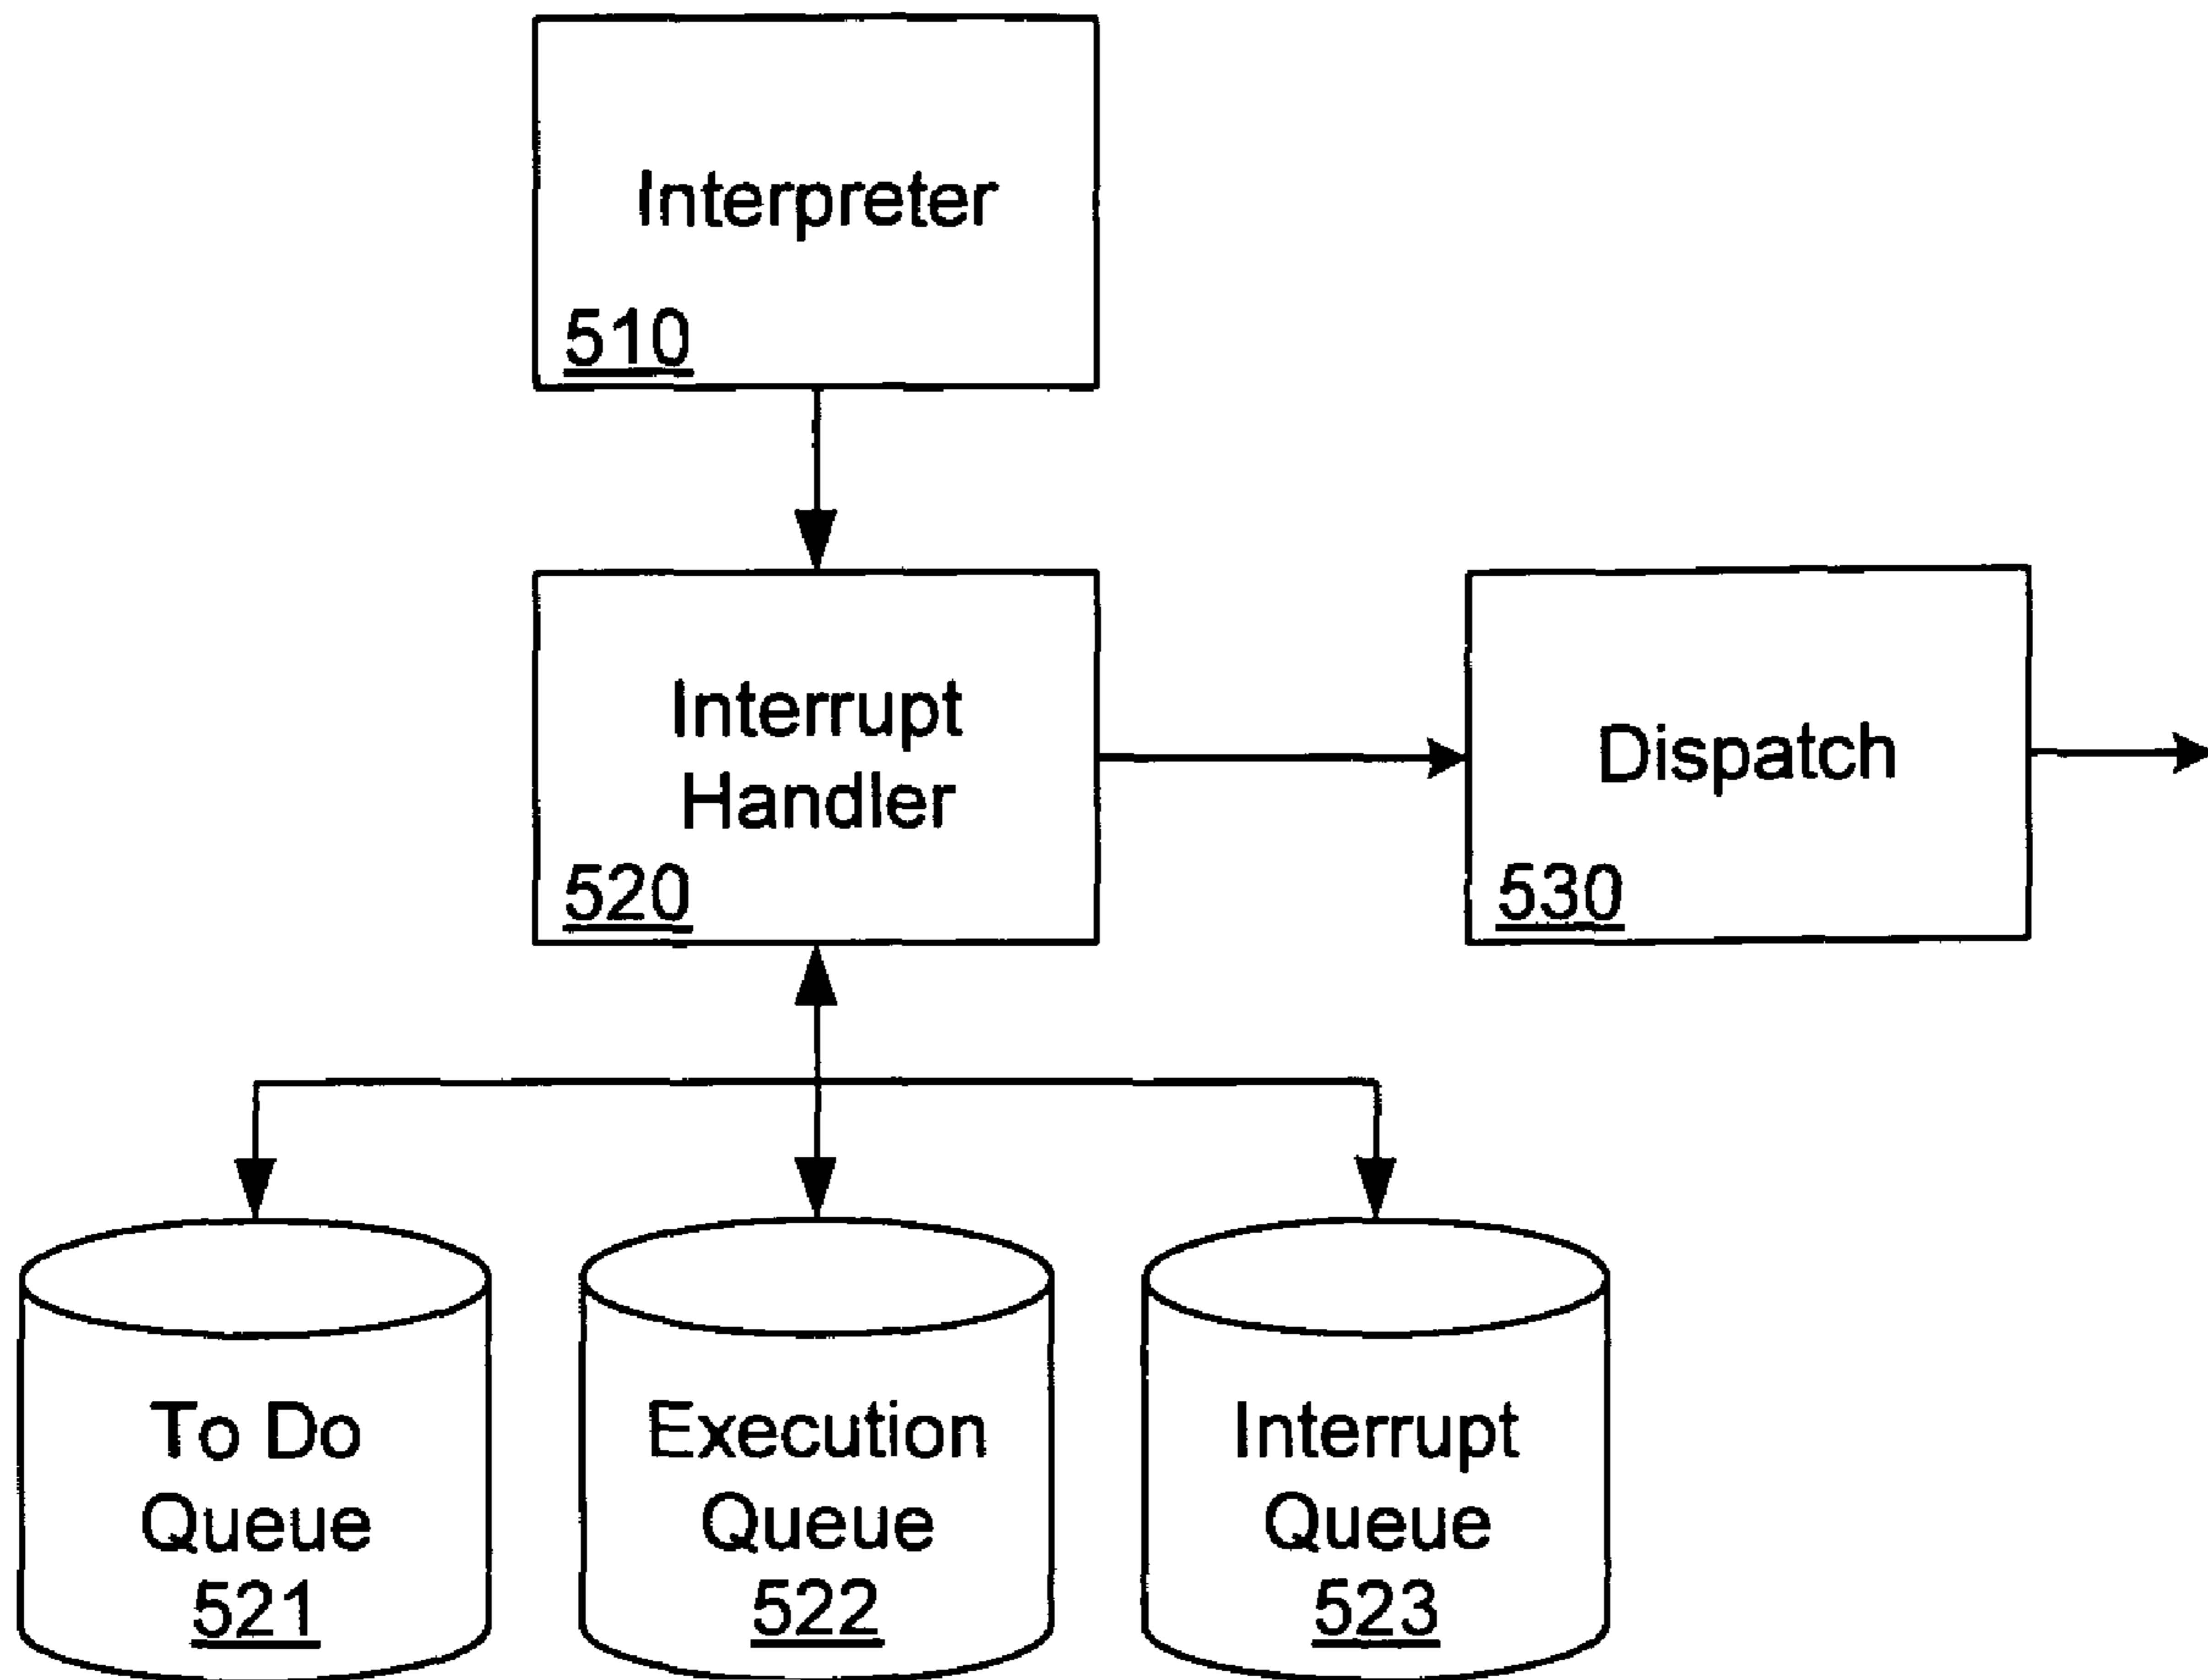 Interpreter
510
Interrupt
Handler
520
Dispatch
530
To Do
Queue
521
Execution
Queue
522
Interrupt
Queue
523